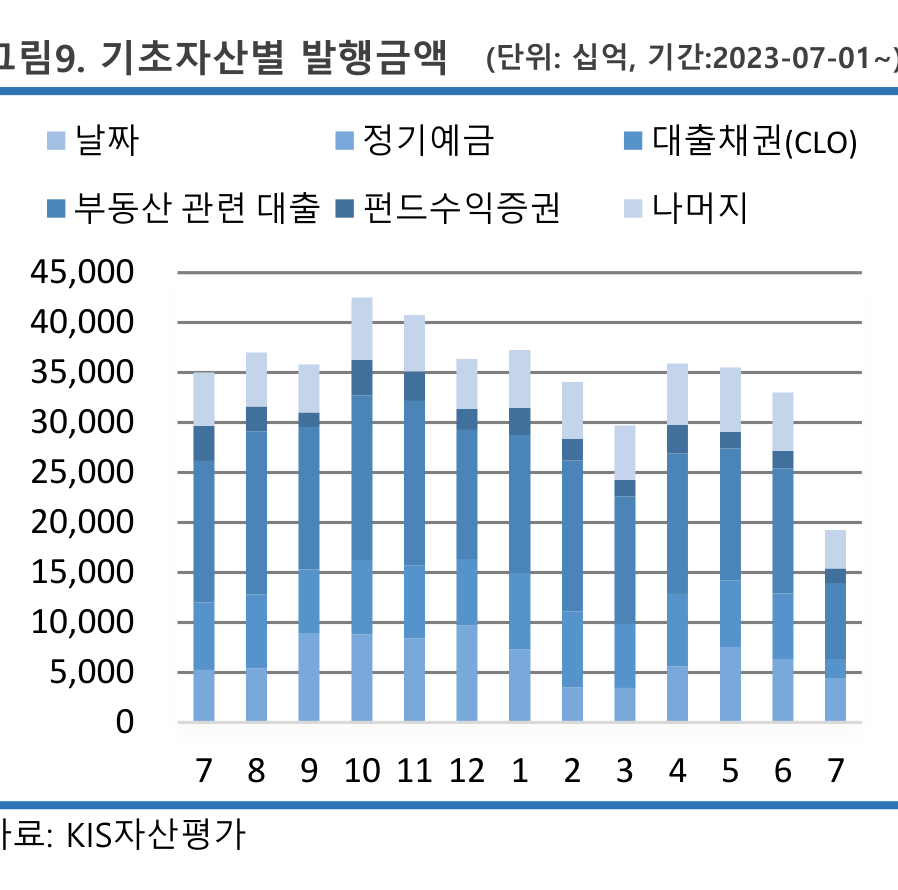 그림9. 기초자산별 발행금액 (단위: 십억, 기간:2023-07-01~)
날짜 정기예금 대출채권(CLO)
부동산 관련 대출 펀드수익증권 나머지
45,000
40,000
35,000
30,000
25,000
20,000
15,000
10,000
5,000
0
7 8 9 10 11 12 1 2 3 4 5 6 7
자료: KIS자산평가